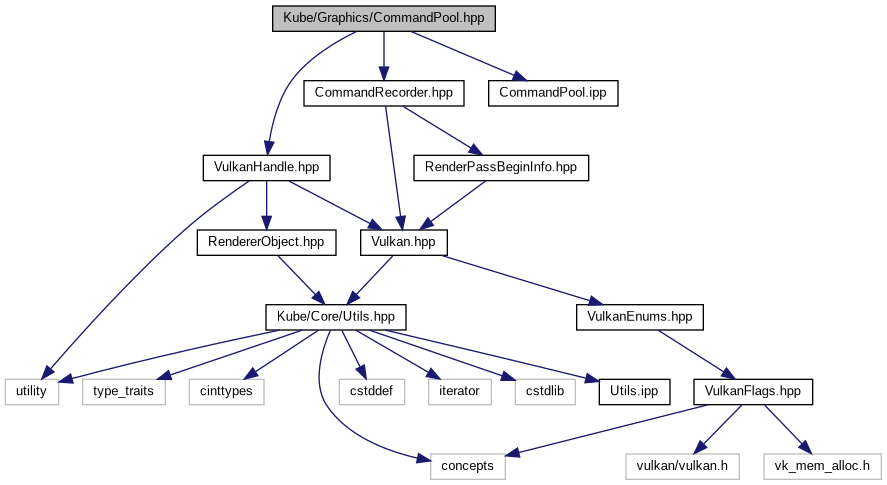 Kube/Graphics/CommandPool.hpp
CommandRecorder.hpp
CommandPool.ipp
VulkanHandle.hpp
RenderPassBeginInfo.hpp
RendererObject.hpp
Vulkan.hpp
Kube/Core/Utils.hpp
VulkanEnums.hpp
utility
type_traits
cinttypes
cstddef
iterator
cstdlib
Utils.ipp
VulkanFlags.hpp
concepts
vulkan/vulkan.h
vk_mem_alloc.h